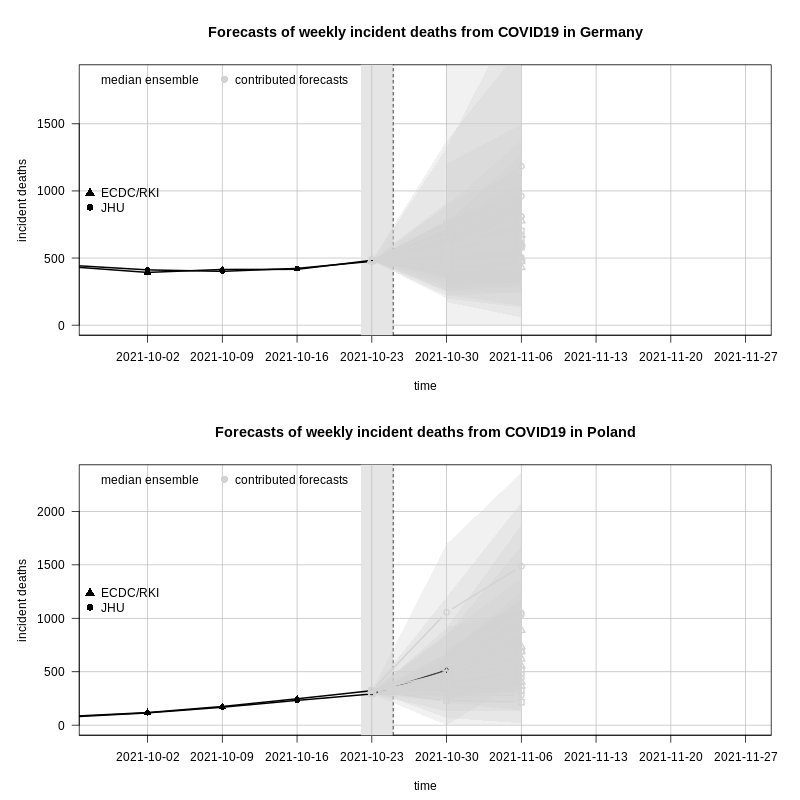 Forecasts of weekly incident deaths from COVID19 in Germany
median ensemble contributed forecasts
1500
1000
500
0
incident deaths
ECDC/RKI
JHU
2021-10-02 2021-10-09 2021-10-16 2021-10-23 2021-10-30 2021-11-06 2021-11-13 2021-11-20 2021-11-27
time
Forecasts of weekly incident deaths from COVID19 in Poland
median ensemble contributed forecasts
2000
1500
1000
500
0
incident deaths
ECDC/RKI
JHU
2021-10-02 2021-10-09 2021-10-16 2021-10-23 2021-10-30 2021-11-06 2021-11-13 2021-11-20 2021-11-27
time